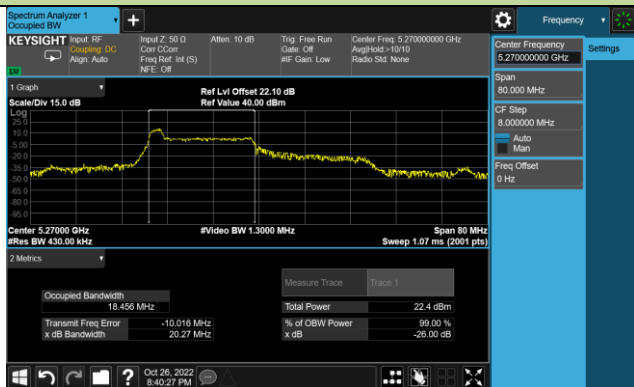 Spectrum Analyzer 1
Occupied BW
+
Frequency
KEYSIGHT
Input: RF
Coupling: DC
Align: Auto
Input Z: 50 Ω
Corr CCorr
Freq Ref: Int (S)
NFE: Off
Atten: 10 dB
Trig: Free Run
Gate: Off
#IF Gain: Low
Center Freq: 5.270000000 GHz
Avg|Hold:>10/10
Radio Std: None
Center Frequency
5.270000000 GHz
Settings
Span
80.000 MHz
CF Step
8.000000 MHz
Auto
Man
Freq Offset
0 Hz
1 Graph
Scale/Div 15.0 dB
Ref Lvl Offset 22.10 dB
Ref Value 40.00 dBm
Log
25.0
10.0
-5.00
-20.0
-35.0
-50.0
-65.0
-80.0
-95.0
Center 5.27000 GHz
#Res BW 430.00 kHz
#Video BW 1.3000 MHz
Span 80 MHz
Sweep 1.07 ms (2001 pts)
2 Metrics
Measure Trace
Trace 1
Occupied Bandwidth
18.456 MHz
Total Power
22.4 dBm
Transmit Freq Error
-10.016 MHz
% of OBW Power
99.00 %
x dB Bandwidth
20.27 MHz
x dB
-26.00 dB
?
Oct 26, 2022
8:40:27 PM